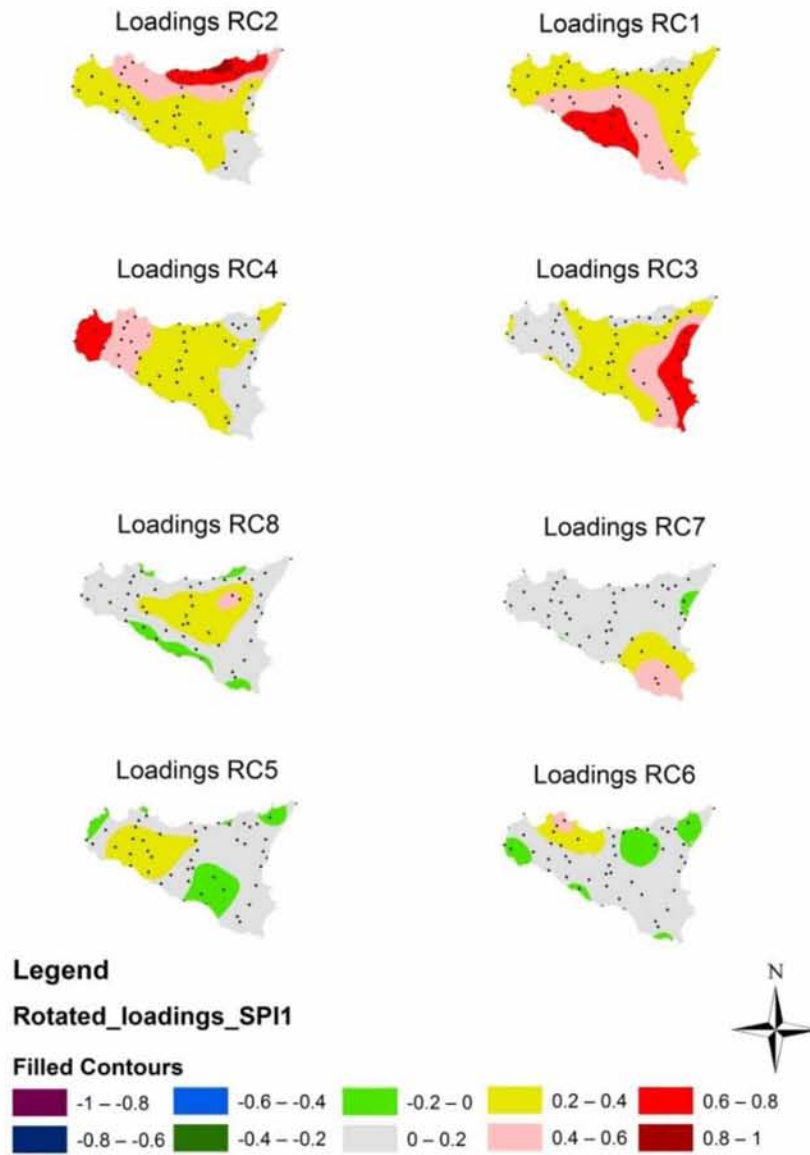 Loadings RC2 Loadings RC1
Loadings RC4 Loadings RC3
Loadings RC8 Loadings RC7
Loadings RC5 Loadings RC6
Legend
N
Rotated_loadings_SPI1
Filled Contours
-1 – -0.8 -0.6 – -0.4 -0.2 – 0 0.2 – 0.4 0.6 – 0.8
-0.8 – -0.6 -0.4 – -0.2 0 – 0.2 0.4 – 0.6 0.8 – 1